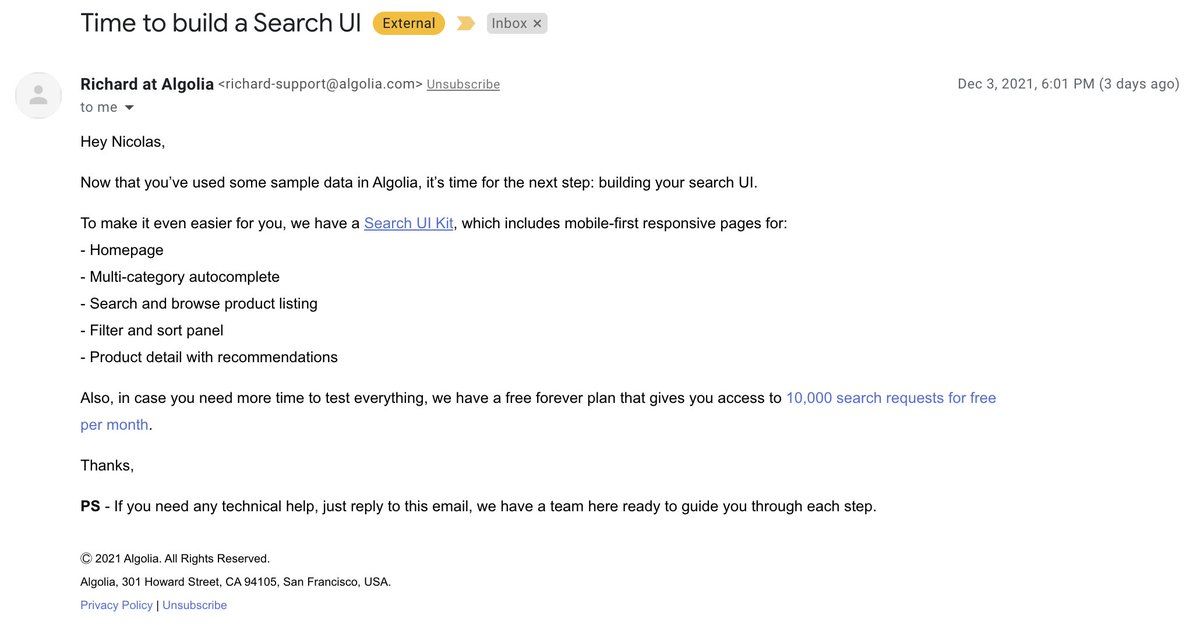 Time to build a Search UI External Inbox ×
Richard at Algolia <richard-support@algolia.com> Unsubscribe Dec 3, 2021, 6:01 PM (3 days ago)
to me
Hey Nicolas,
Now that you’ve used some sample data in Algolia, it’s time for the next step: building your search UI.
To make it even easier for you, we have a Search UI Kit, which includes mobile-first responsive pages for:
- Homepage
- Multi-category autocomplete
- Search and browse product listing
- Filter and sort panel
- Product detail with recommendations
Also, in case you need more time to test everything, we have a free forever plan that gives you access to 10,000 search requests for free
per month.
Thanks,
PS - If you need any technical help, just reply to this email, we have a team here ready to guide you through each step.
© 2021 Algolia. All Rights Reserved.
Algolia, 301 Howard Street, CA 94105, San Francisco, USA.
Privacy Policy | Unsubscribe